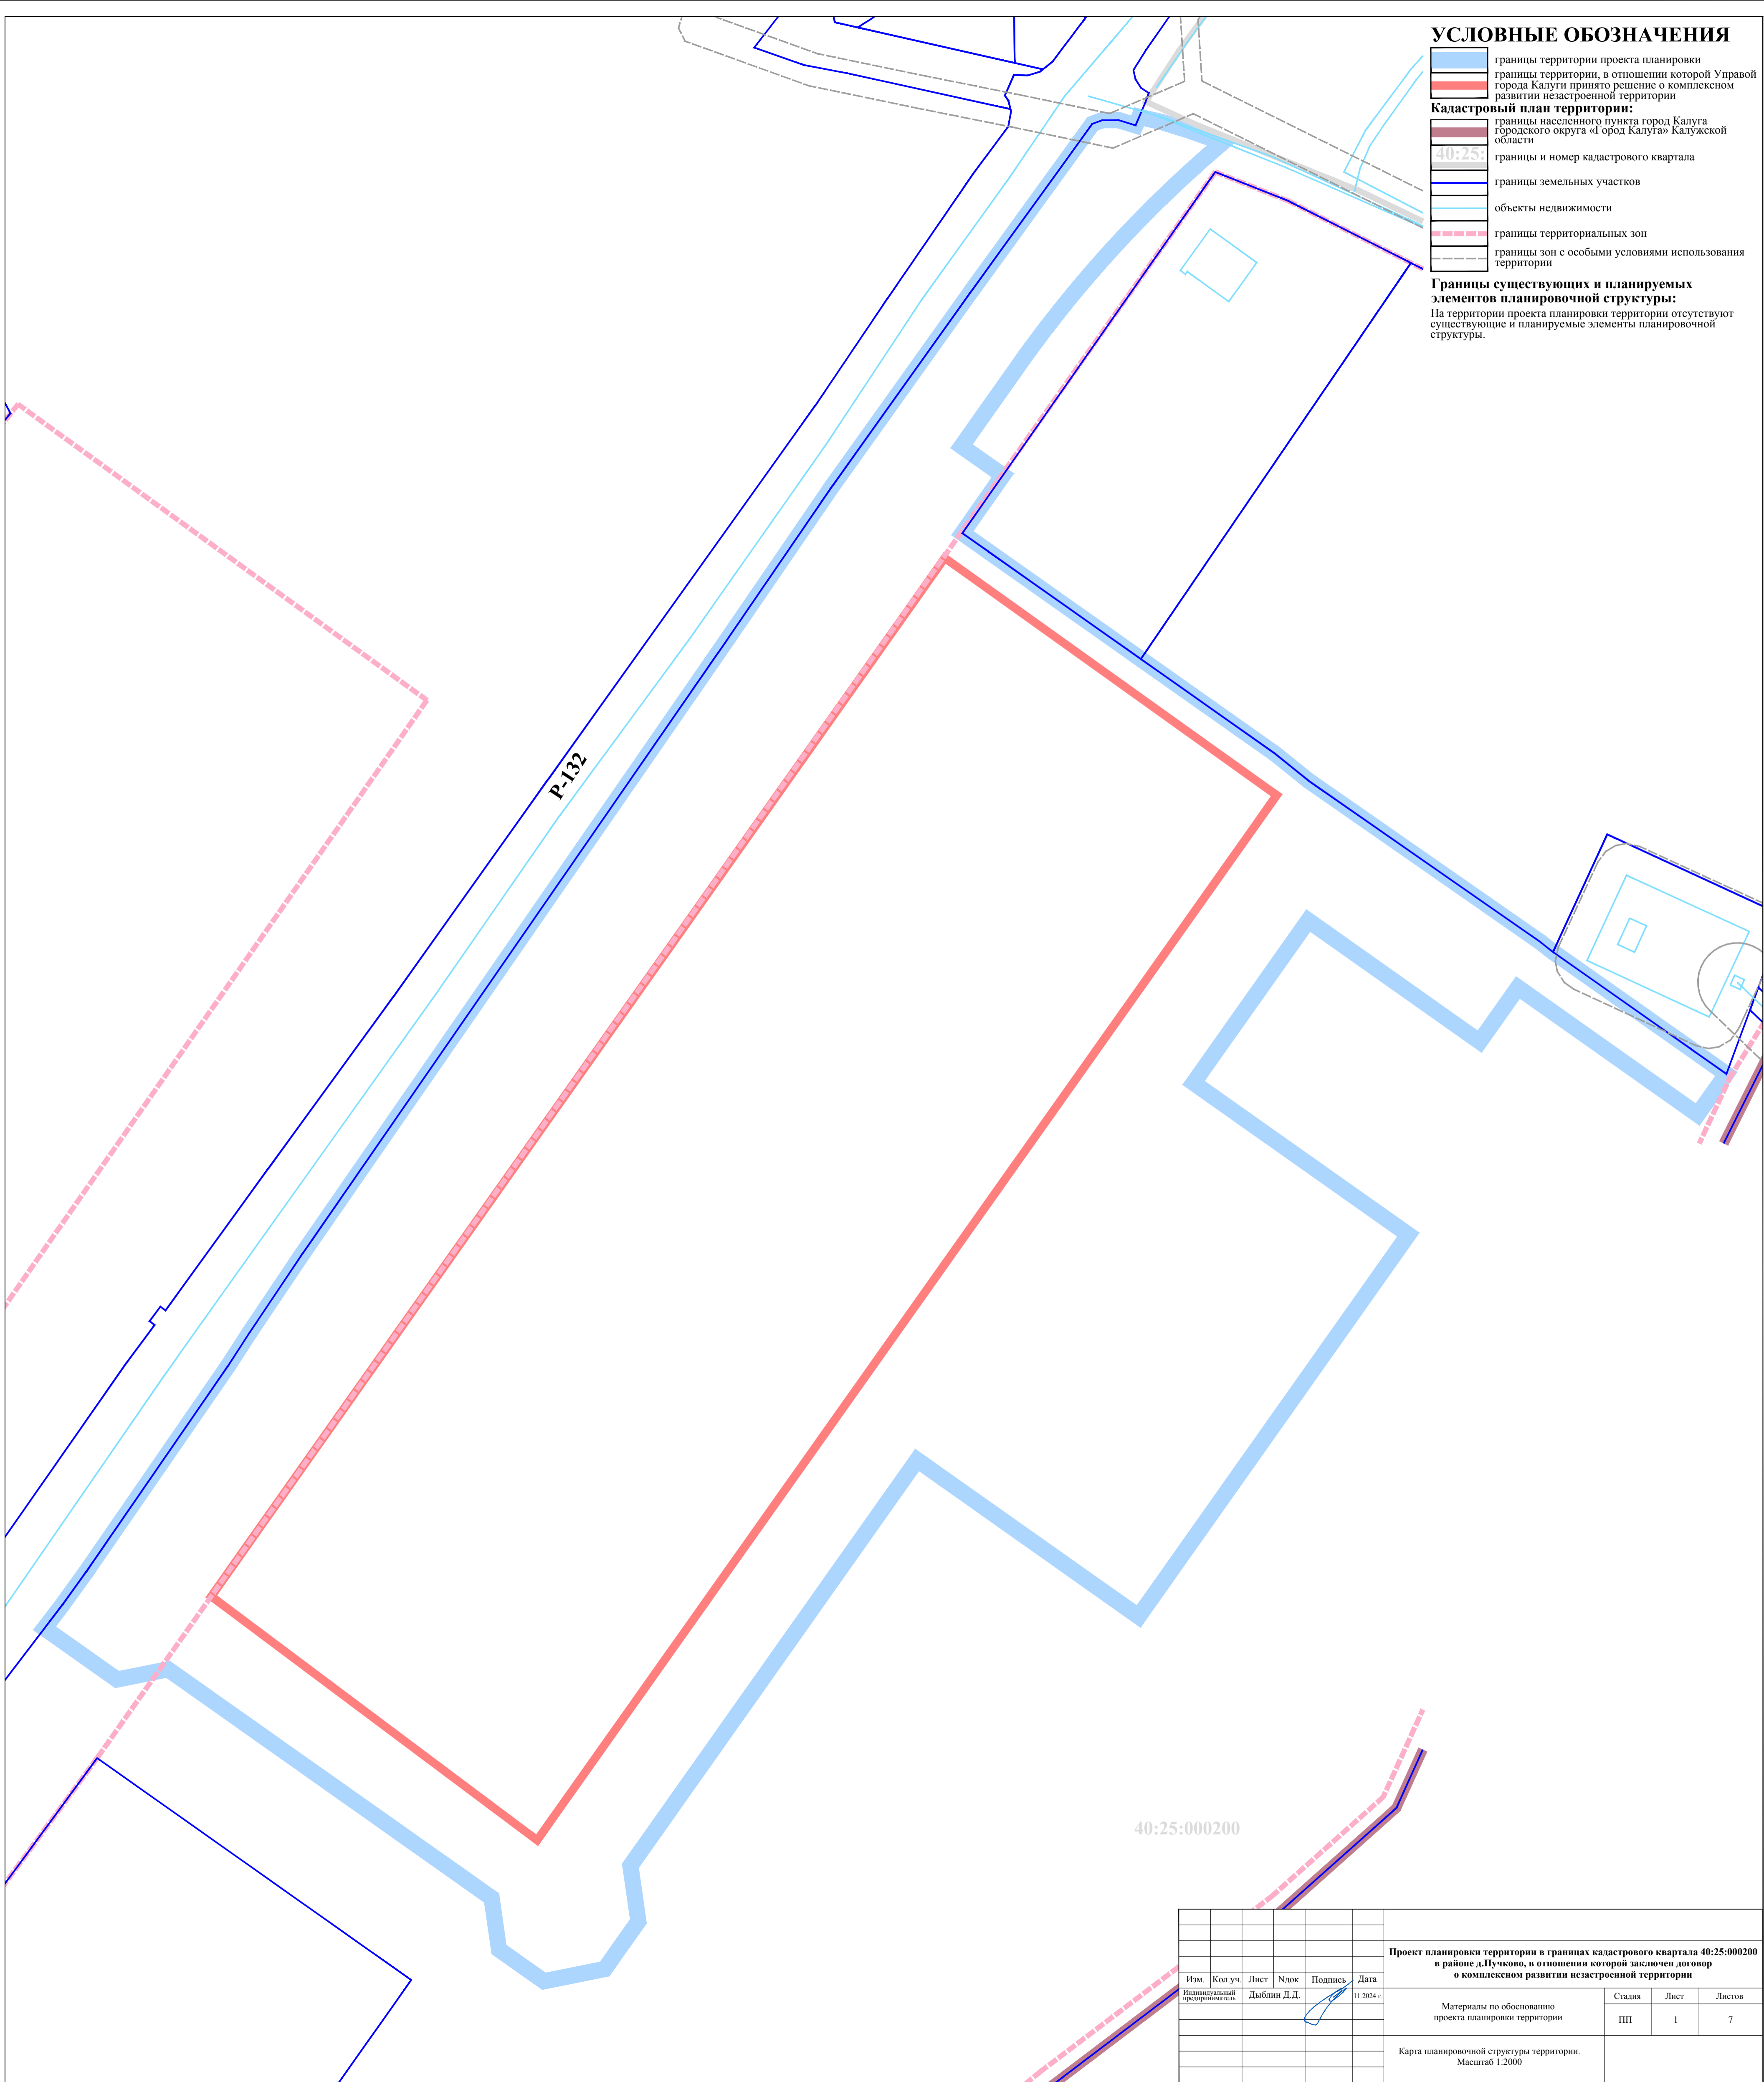 УСЛОВНЫЕ ОБОЗНАЧЕНИЯ
границы территории проекта планировки
границы территории, в отношении которой Управой
города Калуги принято решение о комплексном
развитии незастроенной территории
Кадастровый план территории:
границы населенного пункта город Калуга
городского округа «Город Калуга» Калужской
области
40:25:
границы и номер кадастрового квартала
границы земельных участков
объекты недвижимости
границы территориальных зон
границы зон с особыми условиями использования
территории
Границы существующих и планируемых
элементов планировочной структуры:
На территории проекта планировки территории отсутствуют
существующие и планируемые элементы планировочной
структуры.
Р-132
40:25:000200
Проект планировки территории в границах кадастрового квартала 40:25:000200
в районе д.Пучково, в отношении которой заключен договор
о комплексном развитии незастроенной территории
Изм. Кол.уч. Лист Nдок Подпись Дата
Индивидуальный
предприниматель
Дыблин Д.Д. 11.2024 г.
Материалы по обоснованию
проекта планировки территории
Стадия Лист Листов
ПП 1 7
Карта планировочной структуры территории.
Масштаб 1:2000